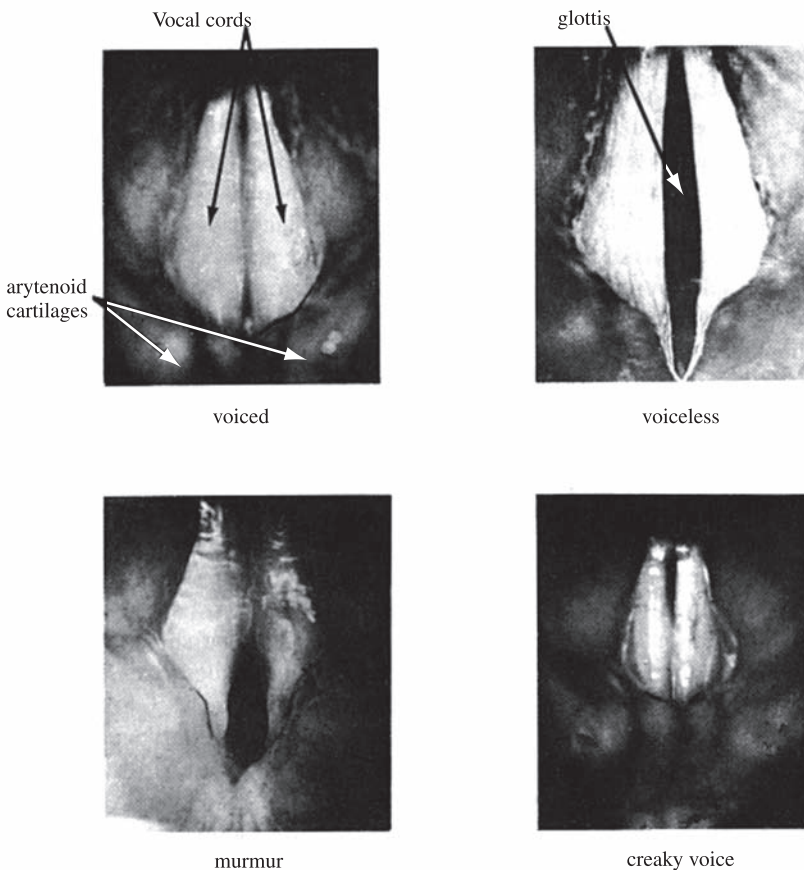 Vocal cords
glottis
arytenoid
cartilages
voiced
voiceless
murmur
creaky voice